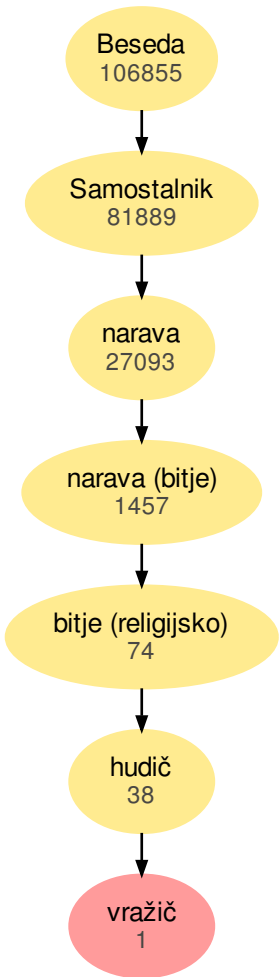 Beseda
106855
Samostalnik
81889
narava
27093
narava (bitje)
1457
bitje (religijsko)
74
hudič
38
vražič
1